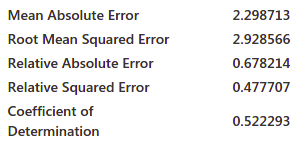 Mean Absolute Error 2.298713
Root Mean Squared Error 2.928566
Relative Absolute Error 0.678214
Relative Squared Error 0.477707
Coefficient of
Determination 0.522293